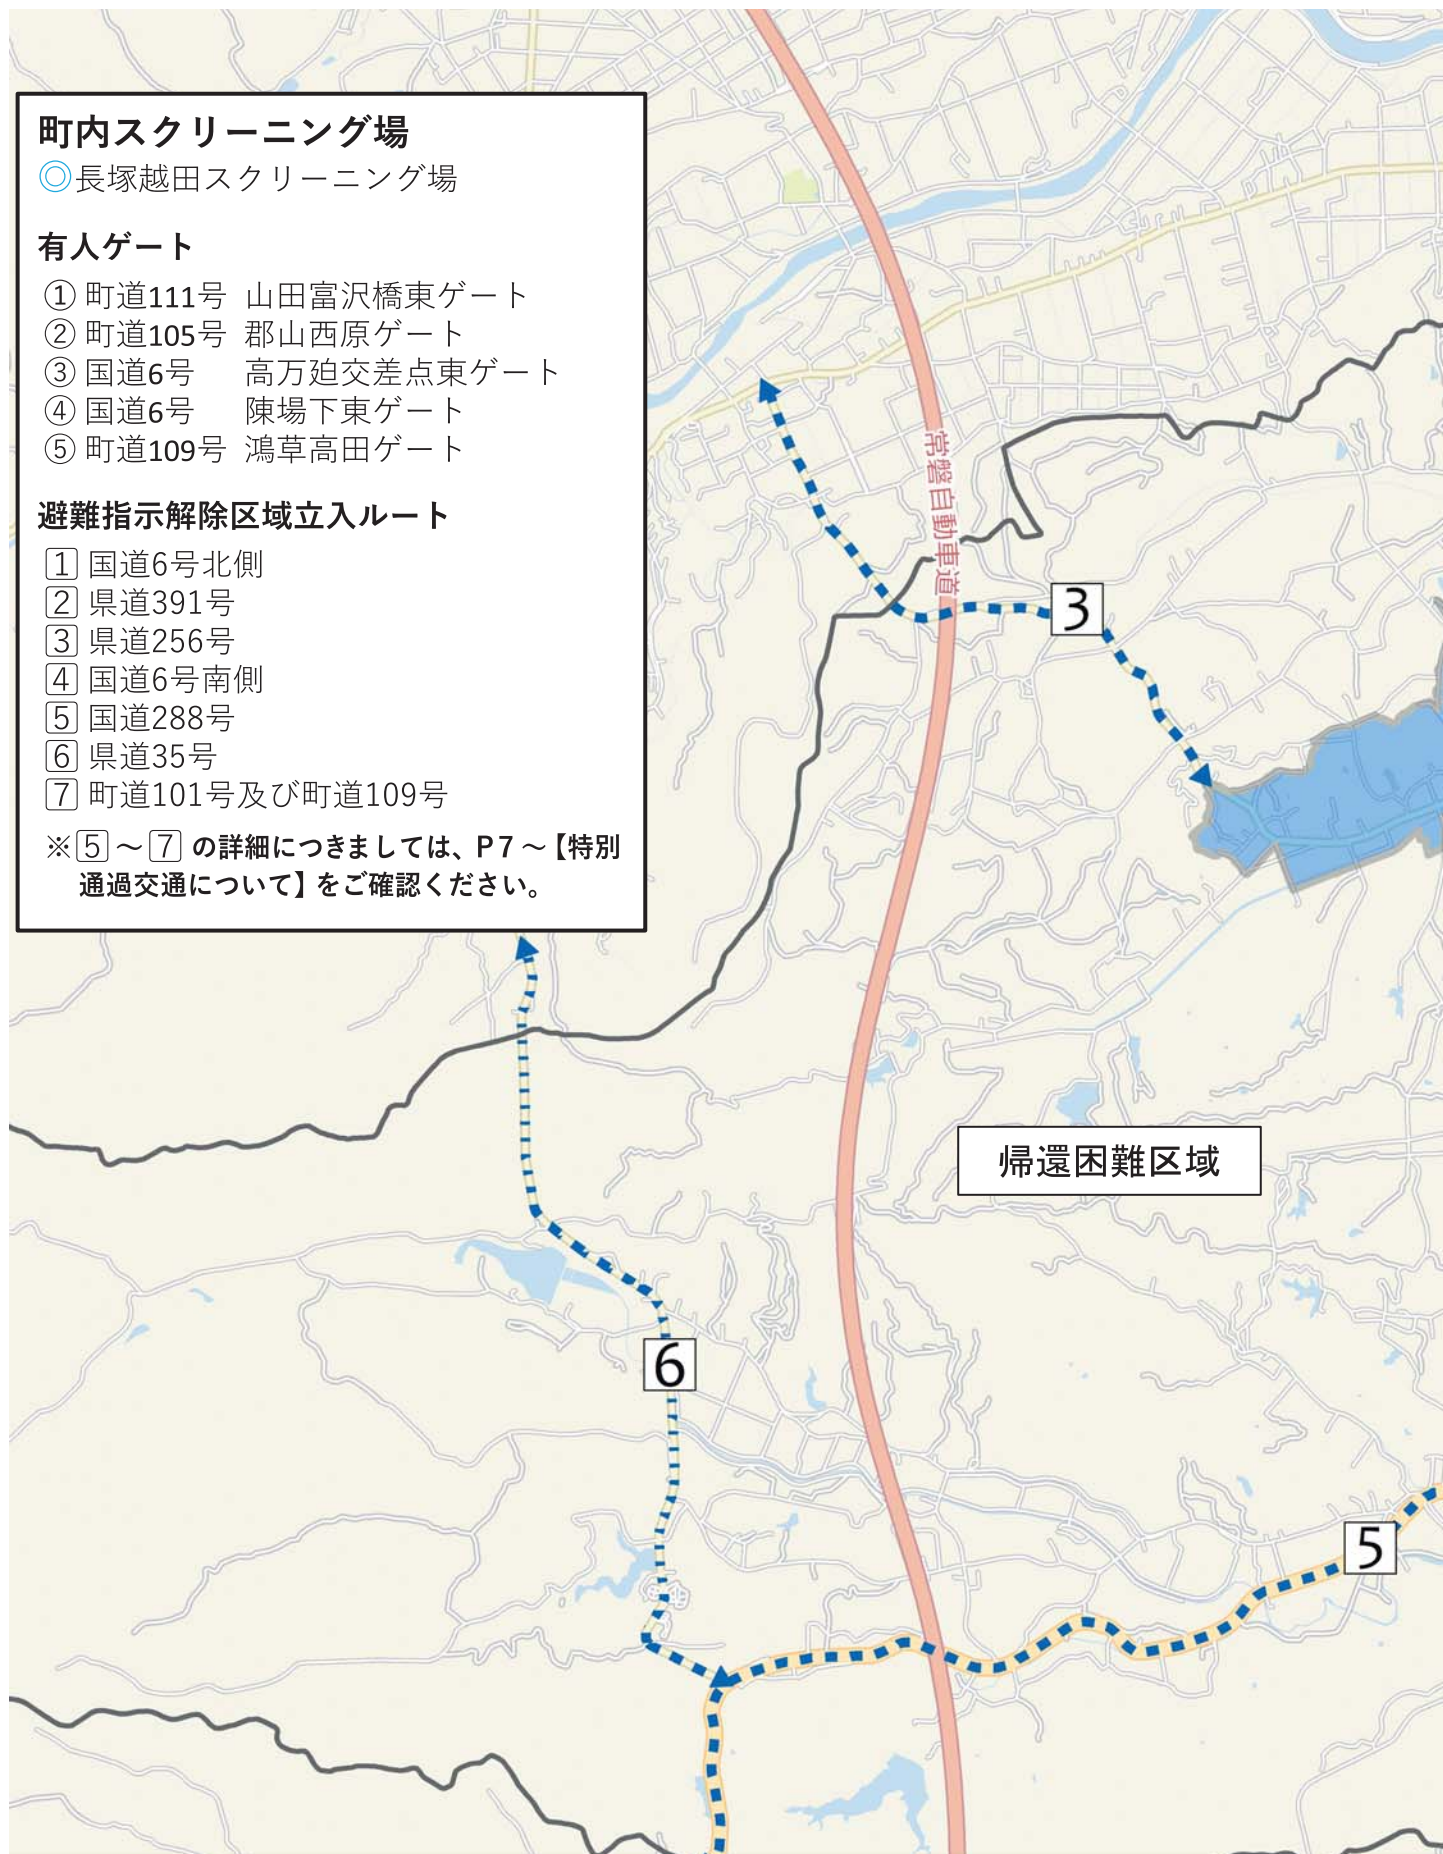 町内スクリーニング場
◎長塚越田スクリーニング場
有人ゲート
① 町道111号 山田富沢橋東ゲート
② 町道105号 郡山西原ゲート
③ 国道6号 高万迫交差点東ゲート
④ 国道6号 陳場下東ゲート
⑤ 町道109号 鴻草高田ゲート
避難指示解除区域立入ルート
1 国道6号北側
2 県道391号
3 県道256号
4 国道6号南側
5 国道288号
6 県道35号
7 町道101号及び町道109号
※5～7 の詳細につきましては、P7～【特別
通過交通について】をご確認ください。
常磐自動車道
3
帰還困難区域
6
5